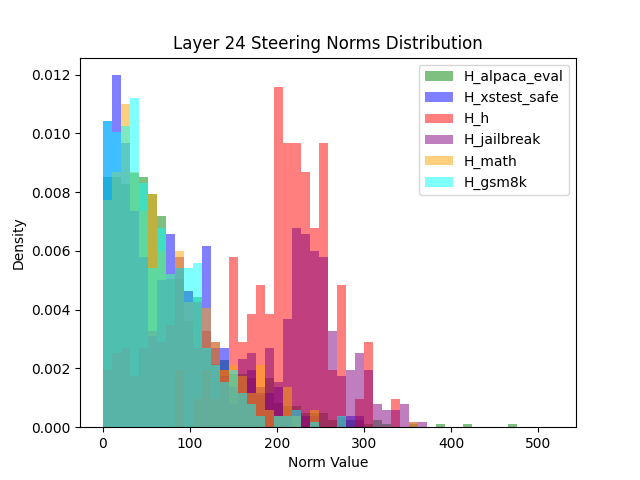 Layer 24 Steering Norms Distribution
H_alpaca_eval
H_xstest_safe
H_h
H_jailbreak
H_math
H_gsm8k
Density
0.012
0.010
0.008
0.006
0.004
0.002
0.000
0
100
200
300
400
500
Norm Value